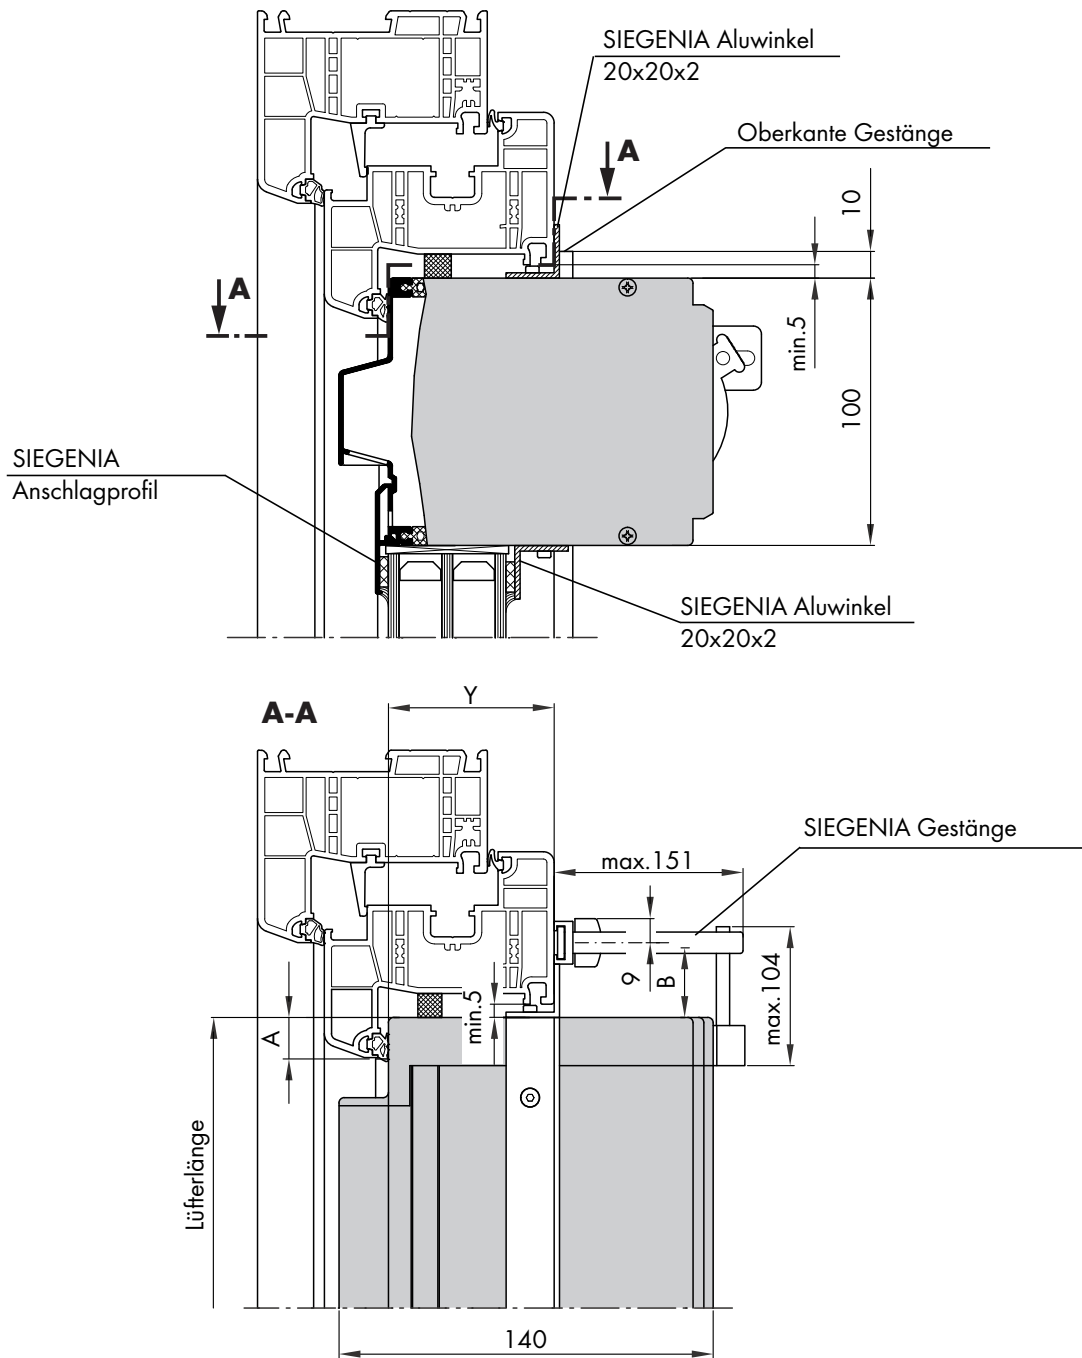 SIEGENIA Aluwinkel
20x20x2
Oberkante Gestänge
A
10
A
min.5
100
SIEGENIA
Anschlagprofil
SIEGENIA Aluwinkel
20x20x2
Y
A-A
SIEGENIA Gestänge
max.151
9
B
max.104
min.5
A
Lüfterlänge
140